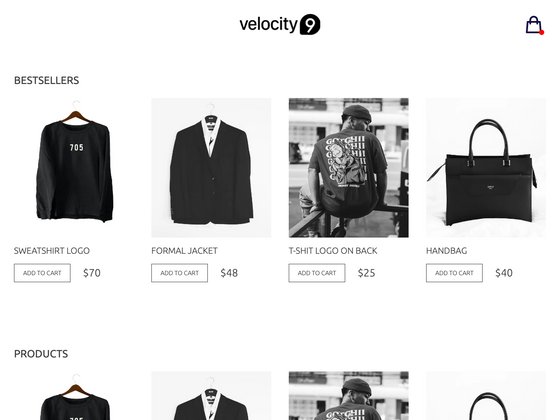 velocity 9
BESTSELLERS
705
SWEATSHIRT LOGO
FORMAL JACKET
T-SHIT LOGO ON BACK
HANDBAG
ADD TO CART $70
ADD TO CART $48
ADD TO CART $25
ADD TO CART $40
PRODUCTS
705